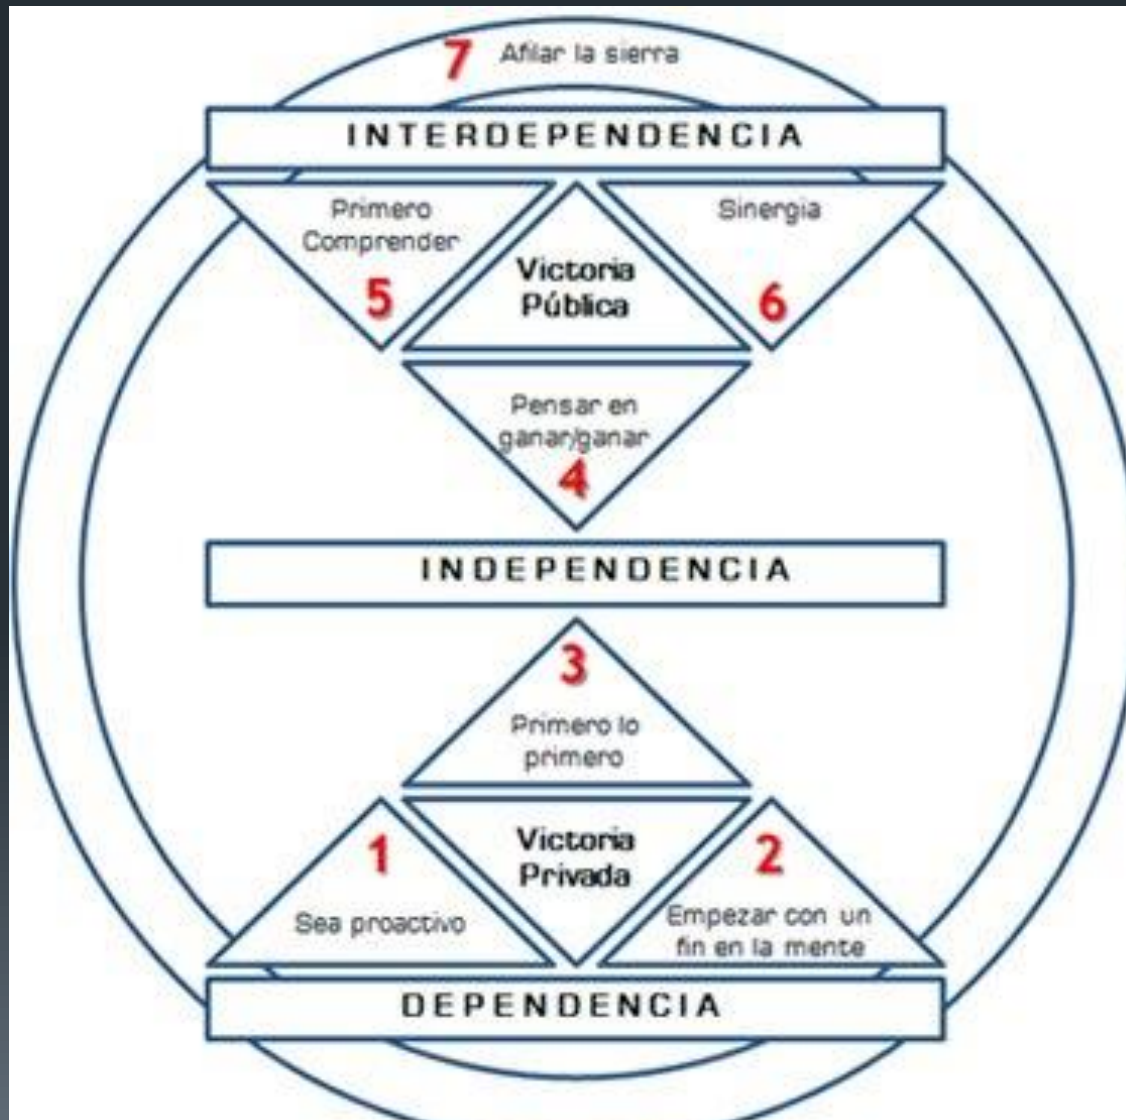 7 Afilar la sierra
INTERDEPENDENCIA
Primero
Comprender
5
Victoria
Pública
Sinergia
6
Pensar en
ganar/ganar
4
INDEPENDENCIA
3
Primero lo
primero
1
Sea proactivo
Victoria
Privada
2
Empezar con un
fin en la mente
DEPENDENCIA